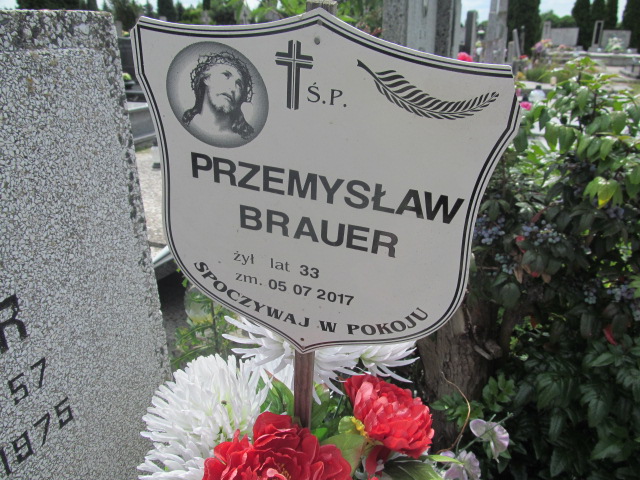 Ś.P.
PRZEMYSŁAW
BRAUER
żył lat 33
zm. 05 07 2017
SPOCZYWAJ W POKOJU
R
57
1975